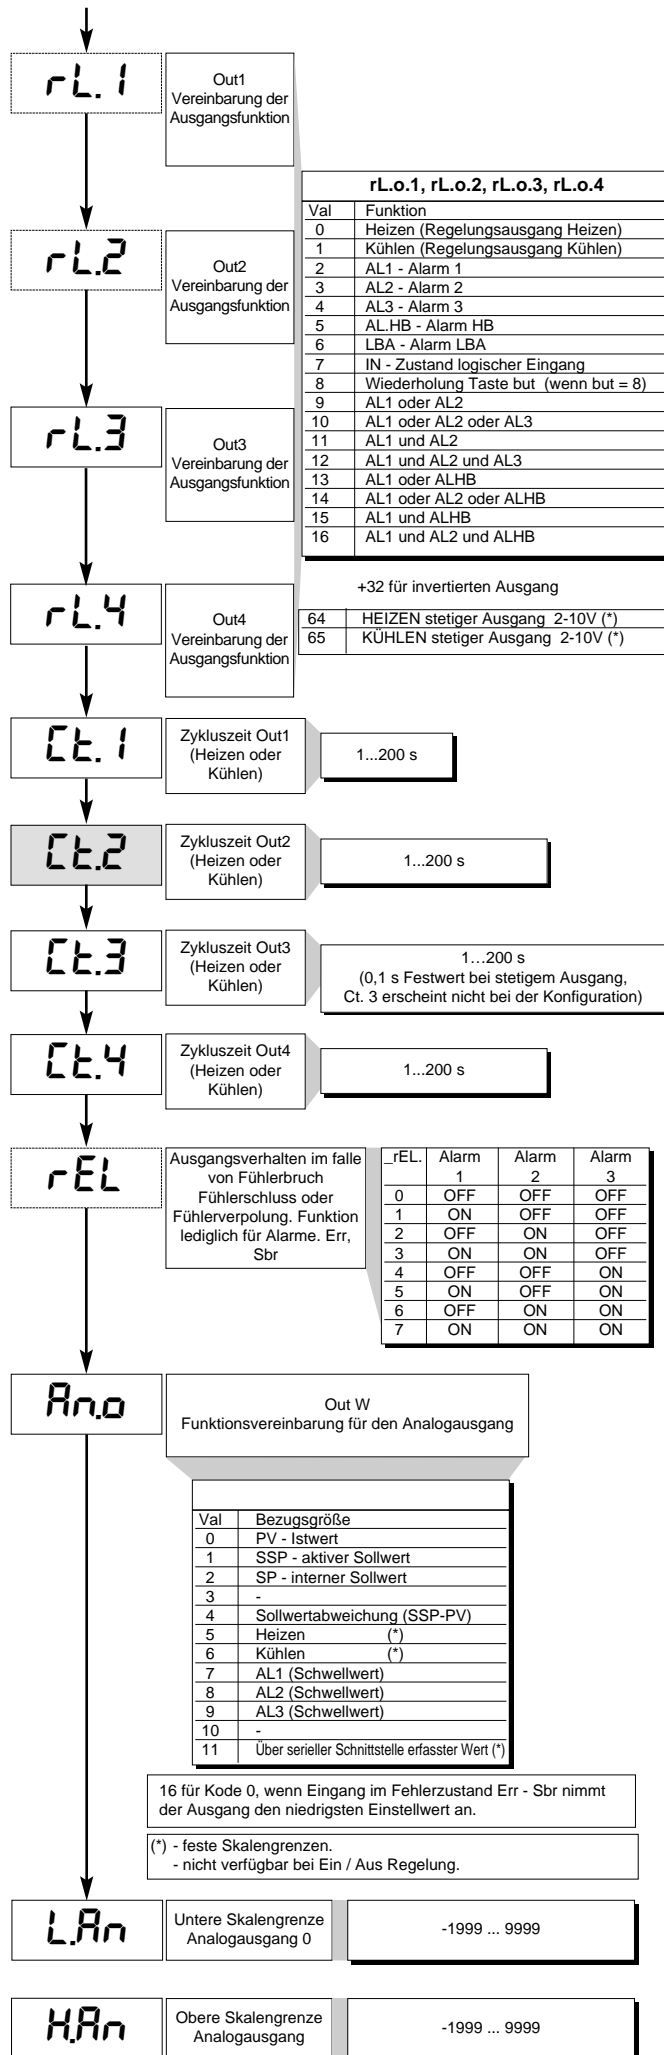 rL.1
Out1
Vereinbarung der
Ausgangsfunktion
rL.o.1, rL.o.2, rL.o.3, rL.o.4
Val Funktion
0 Heizen (Regelungsausgang Heizen)
1 Kühlen (Regelungsausgang Kühlen)
2 AL1 - Alarm 1
3 AL2 - Alarm 2
4 AL3 - Alarm 3
5 AL.HB - Alarm HB
6 LBA - Alarm LBA
7 IN - Zustand logischer Eingang
8 Wiederholung Taste but (wenn but = 8)
9 AL1 oder AL2
10 AL1 oder AL2 oder AL3
11 AL1 und AL2
12 AL1 und AL2 und AL3
13 AL1 oder ALHB
14 AL1 oder AL2 oder ALHB
15 AL1 und ALHB
16 AL1 und AL2 und ALHB
+32 für invertierten Ausgang
64 HEIZEN stetiger Ausgang 2-10V (*)
65 KÜHLEN stetiger Ausgang 2-10V (*)
rL.2
Out2
Vereinbarung der
Ausgangsfunktion
rL.3
Out3
Vereinbarung der
Ausgangsfunktion
rL.4
Out4
Vereinbarung der
Ausgangsfunktion
Ct.1
Zykluszeit Out1
(Heizen oder
Kühlen)
1...200 s
Ct.2
Zykluszeit Out2
(Heizen oder
Kühlen)
1...200 s
Ct.3
Zykluszeit Out3
(Heizen oder
Kühlen)
1…200 s
(0,1 s Festwert bei stetigem Ausgang,
Ct. 3 erscheint nicht bei der Konfiguration)
Ct.4
Zykluszeit Out4
(Heizen oder
Kühlen)
1...200 s
rEL
Ausgangsverhalten im falle
von Fühlerbruch
Fühlerschluss oder
Fühlerverpolung. Funktion
lediglich für Alarme. Err,
Sbr
_rEL. Alarm Alarm Alarm
1 2 3
0 OFF OFF OFF
1 ON OFF OFF
2 OFF ON OFF
3 ON ON OFF
4 OFF OFF ON
5 ON OFF ON
6 OFF ON ON
7 ON ON ON
An.o
Out W
Funktionsvereinbarung für den Analogausgang
Val Bezugsgröße
0 PV - Istwert
1 SSP - aktiver Sollwert
2 SP - interner Sollwert
3 -
4 Sollwertabweichung (SSP-PV)
5 Heizen (*)
6 Kühlen (*)
7 AL1 (Schwellwert)
8 AL2 (Schwellwert)
9 AL3 (Schwellwert)
10 -
11 Über serieller Schnittstelle erfasster Wert (*)
16 für Kode 0, wenn Eingang im Fehlerzustand Err - Sbr nimmt
der Ausgang den niedrigsten Einstellwert an.
(*) - feste Skalengrenzen.
- nicht verfügbar bei Ein / Aus Regelung.
L.An
Untere Skalengrenze
Analogausgang 0
-1999 ... 9999
H.An
Obere Skalengrenze
Analogausgang
-1999 ... 9999